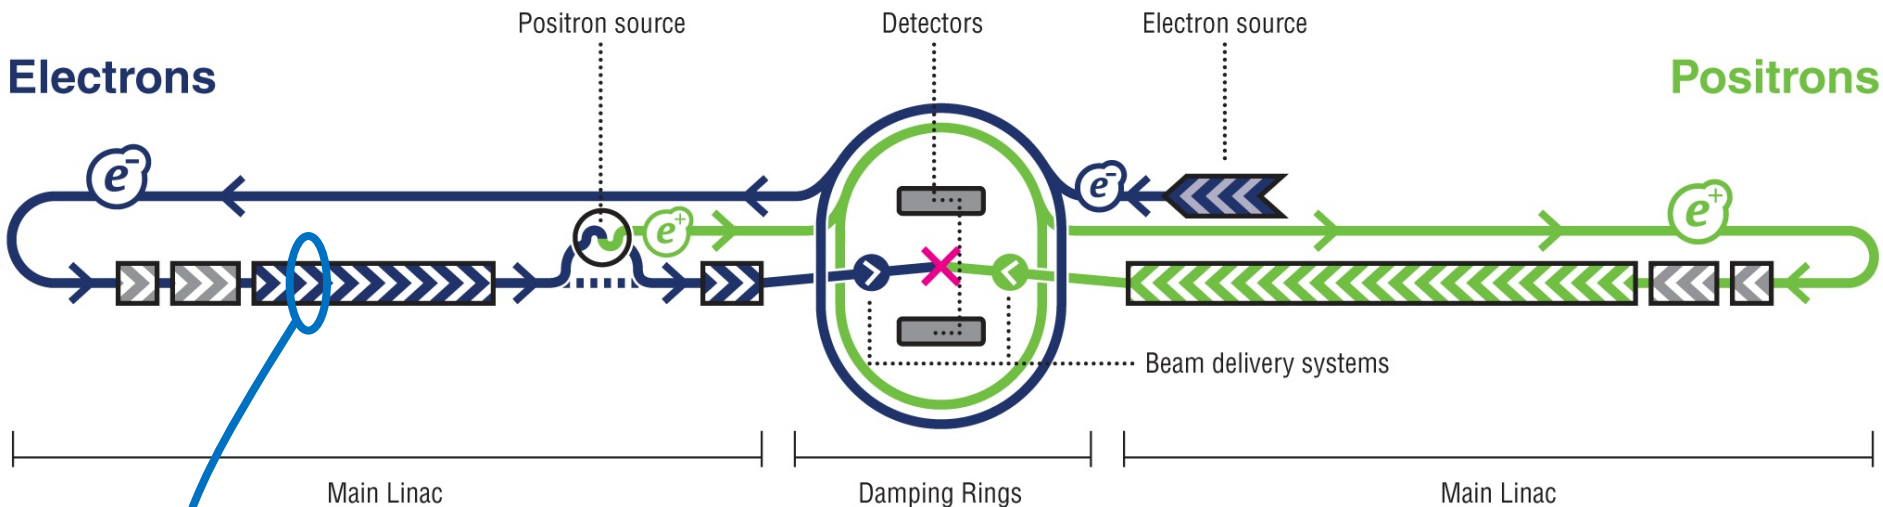 Positron source
Detectors
Electron source
Electrons
Positrons
e-
e-
e+
e+
Beam delivery systems
Main Linac
Damping Rings
Main Linac